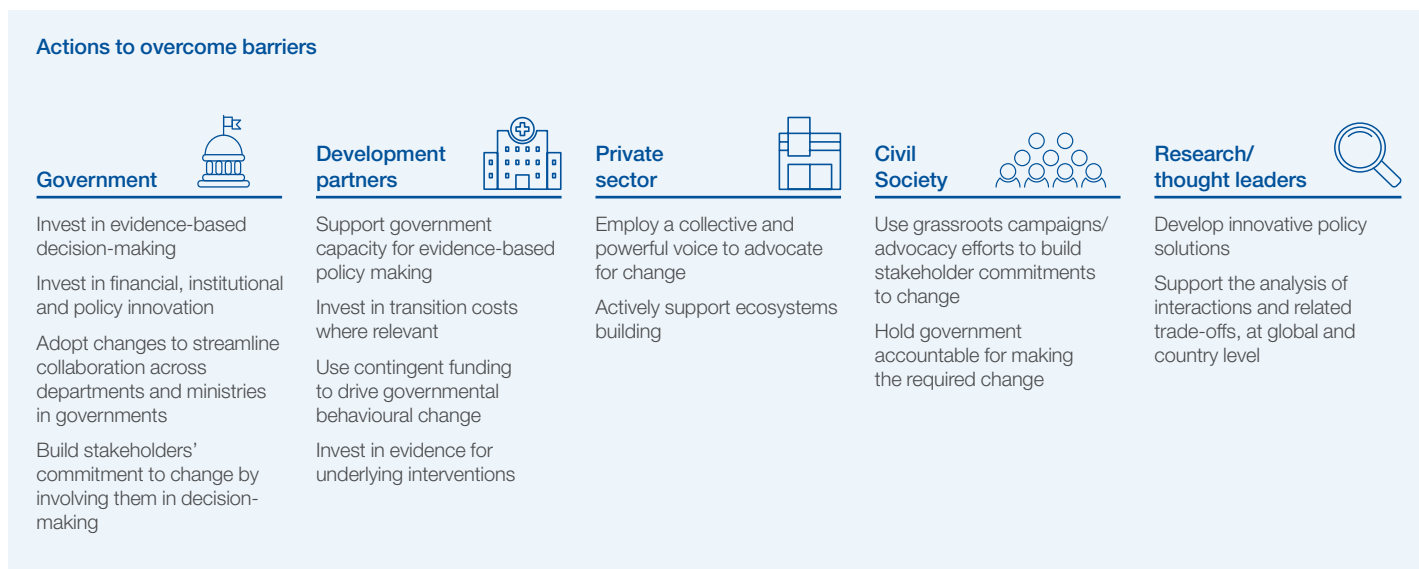 Actions to overcome barriers
Government
Invest in evidence-based
decision-making
Invest in financial, institutional
and policy innovation
Adopt changes to streamline
collaboration across
departments and ministries
in governments
Build stakeholders’
commitment to change by
involving them in decision-
making
Development
partners
Support government
capacity for evidence-based
policy making
Invest in transition costs
where relevant
Use contingent funding
to drive governmental
behavioural change
Invest in evidence for
underlying interventions
Private
sector
Employ a collective and
powerful voice to advocate
for change
Actively support ecosystems
building
Civil
Society
Use grassroots campaigns/
advocacy efforts to build
stakeholder commitments
to change
Hold government
accountable for making
the required change
Research/
thought leaders
Develop innovative policy
solutions
Support the analysis of
interactions and related
trade-offs, at global and
country level